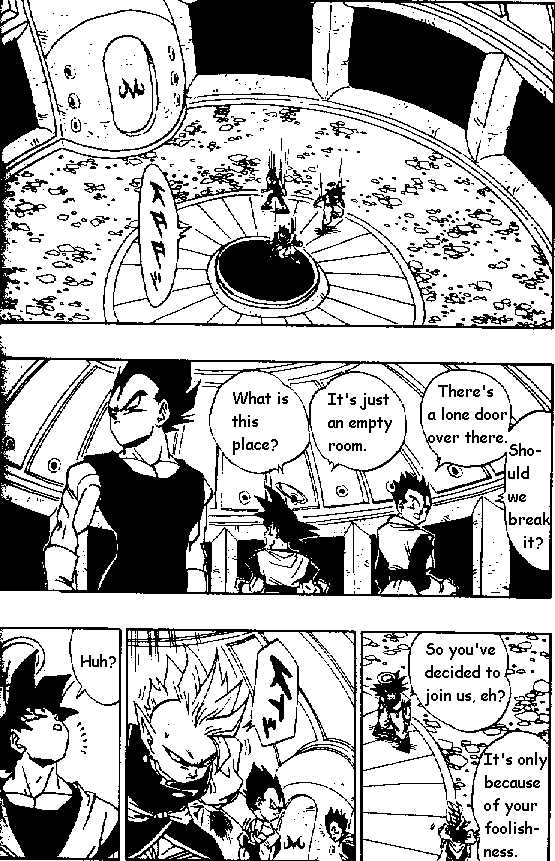 What is
this
place?
It's just
an empty
room.
There's
a lone door
over there.
Sho-
uld
we
break
it?
Huh?
So you've
decided to
join us, eh?
It's only
because
of your
foolish-
ness.